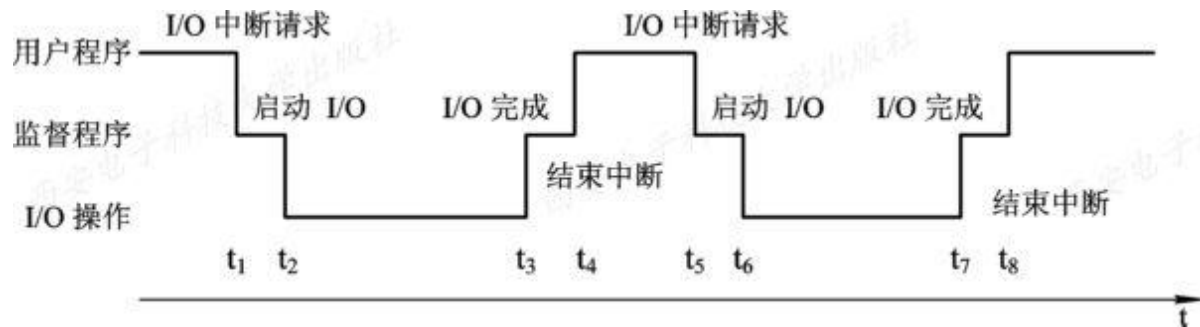 I/O 中断请求 I/O 中断请求
用户程序
启动 I/O I/O 完成 启动 I/O I/O 完成
监督程序
结束中断
结束中断
I/O 操作
t1 t2 t3 t4 t5 t6 t7 t8
t